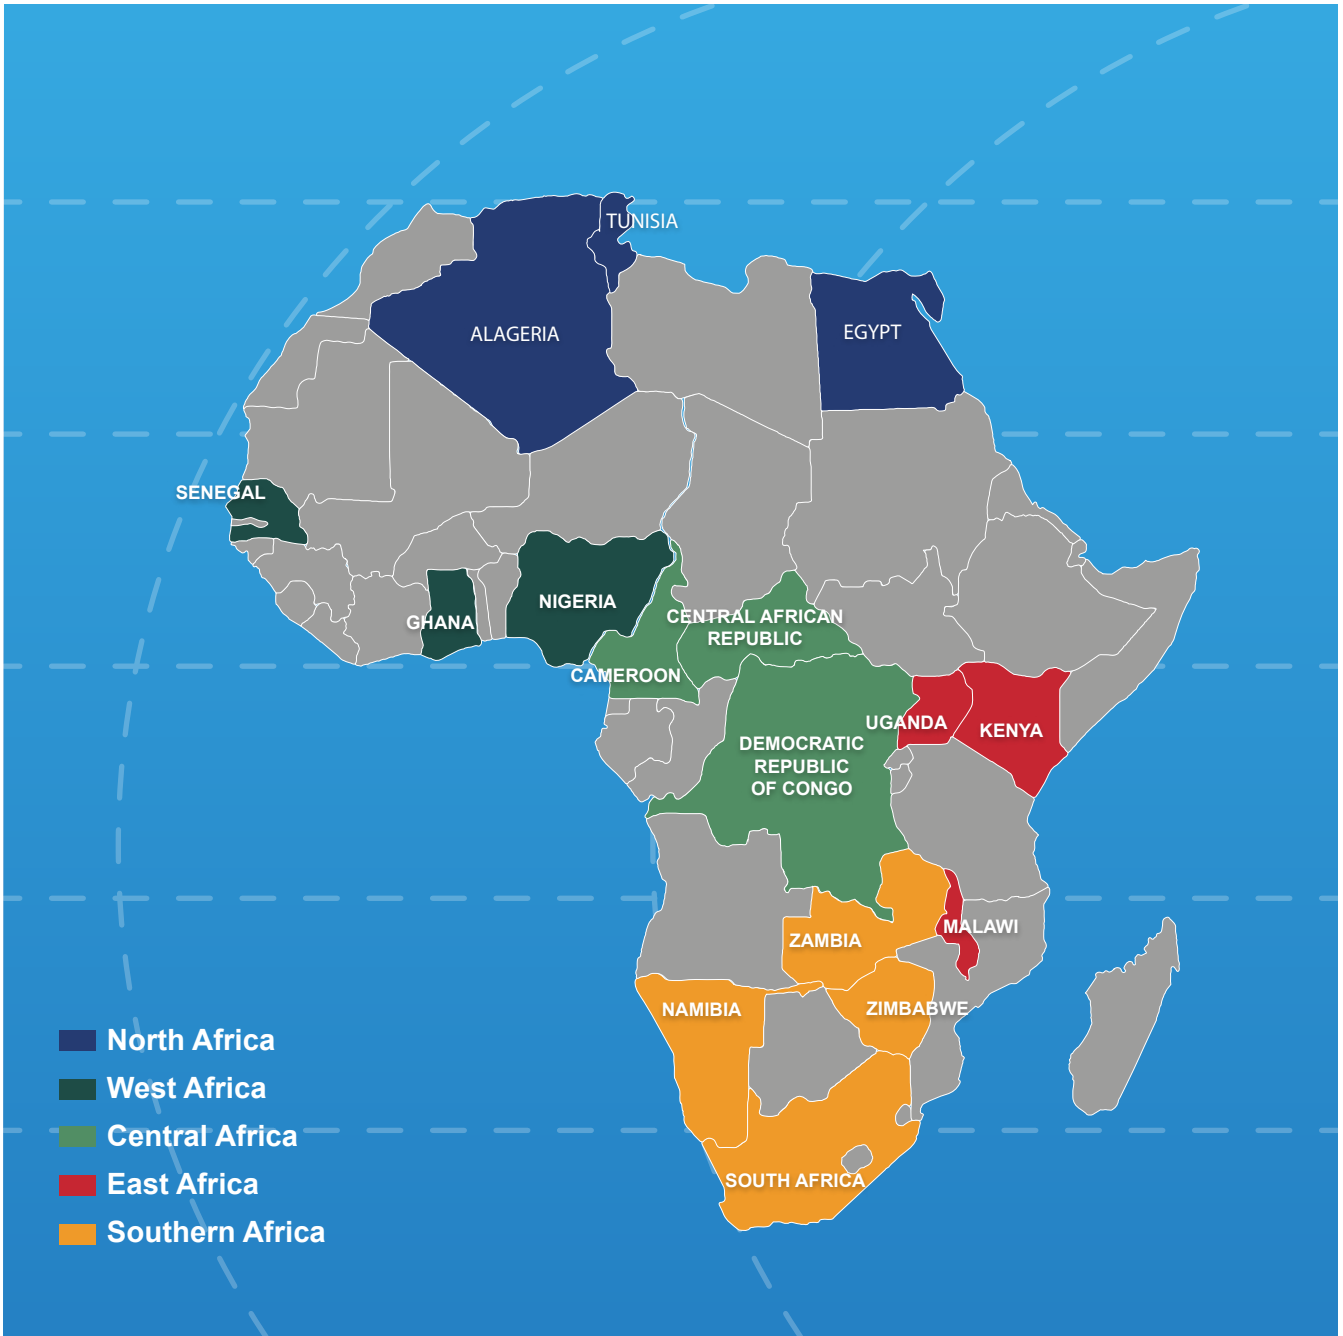 TUNISIA
ALAGERIA
EGYPT
SENEGAL
NIGERIA
GHANA
CENTRAL AFRICAN
REPUBLIC
CAMEROON
UGANDA
KENYA
DEMOCRATIC
REPUBLIC
OF CONGO
MALAWI
ZAMBIA
NAMIBIA
ZIMBABWE
SOUTH AFRICA
North Africa
West Africa
Central Africa
East Africa
Southern Africa